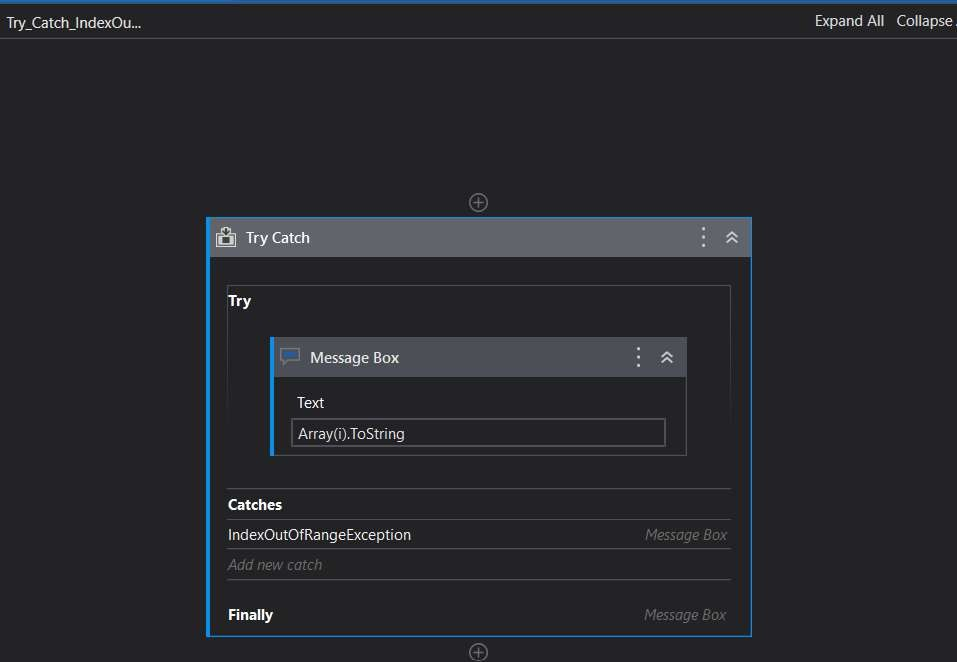 Try_Catch_IndexOu...
Expand All Collapse
Try Catch
Try
Message Box
Text
Array(i).ToString
Catches
IndexOutOfRangeException Message Box
Add new catch
Finally Message Box